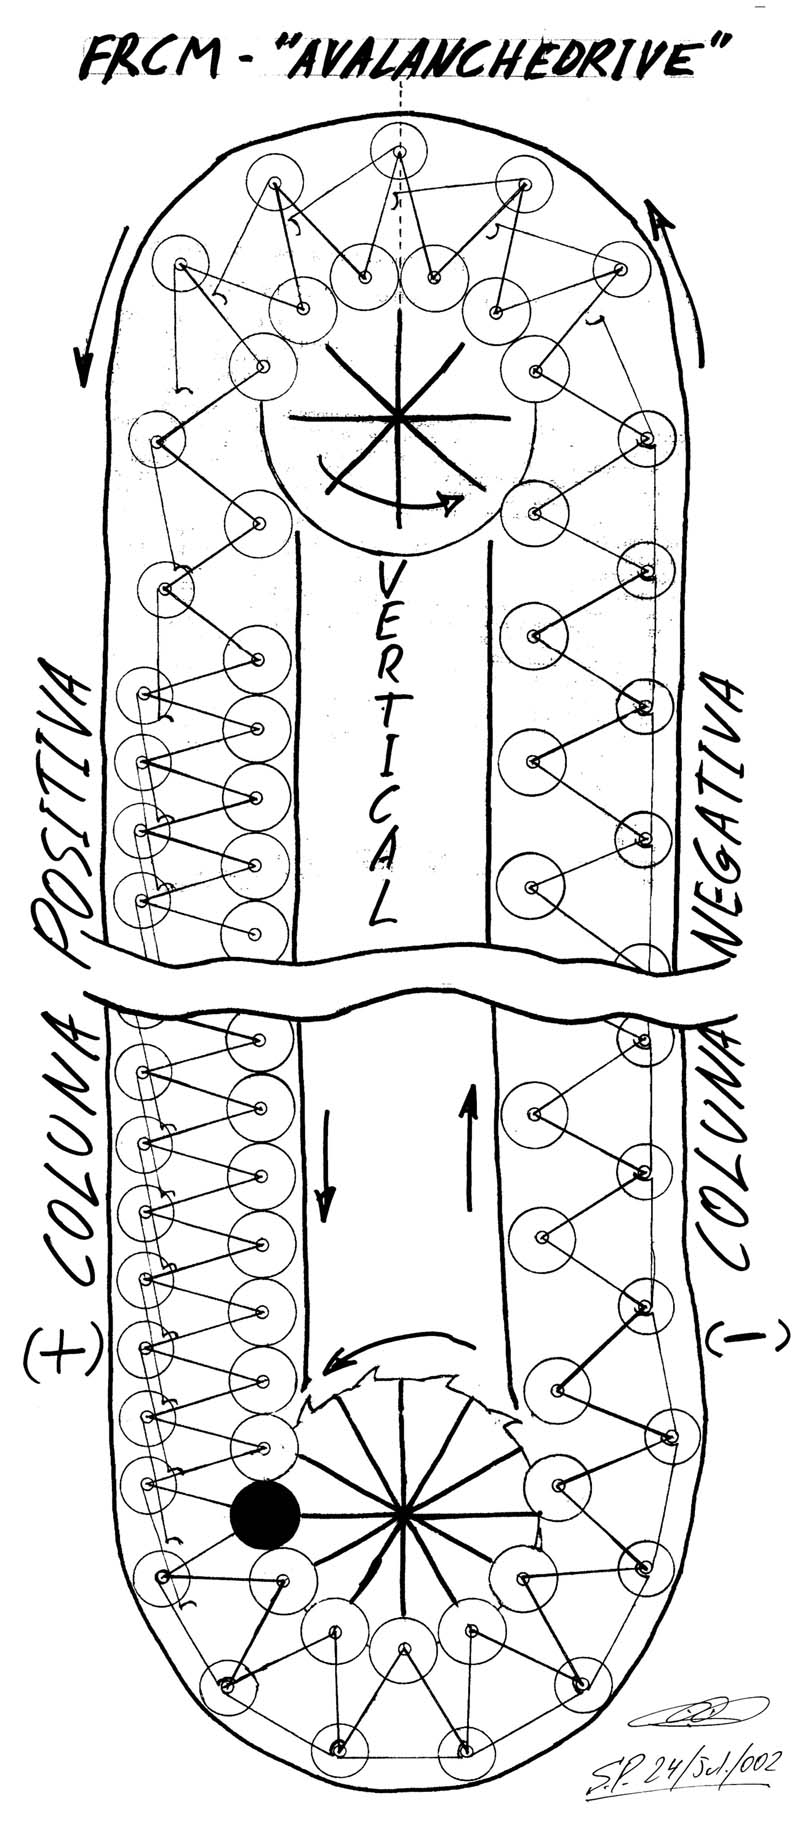 FRCM - "AVALANCHEDRIVE"
VERTICAL
COLUNA POSITIVA
(+)
COLUNA NEGATIVA
(-)
S.P. 24/Jul./002